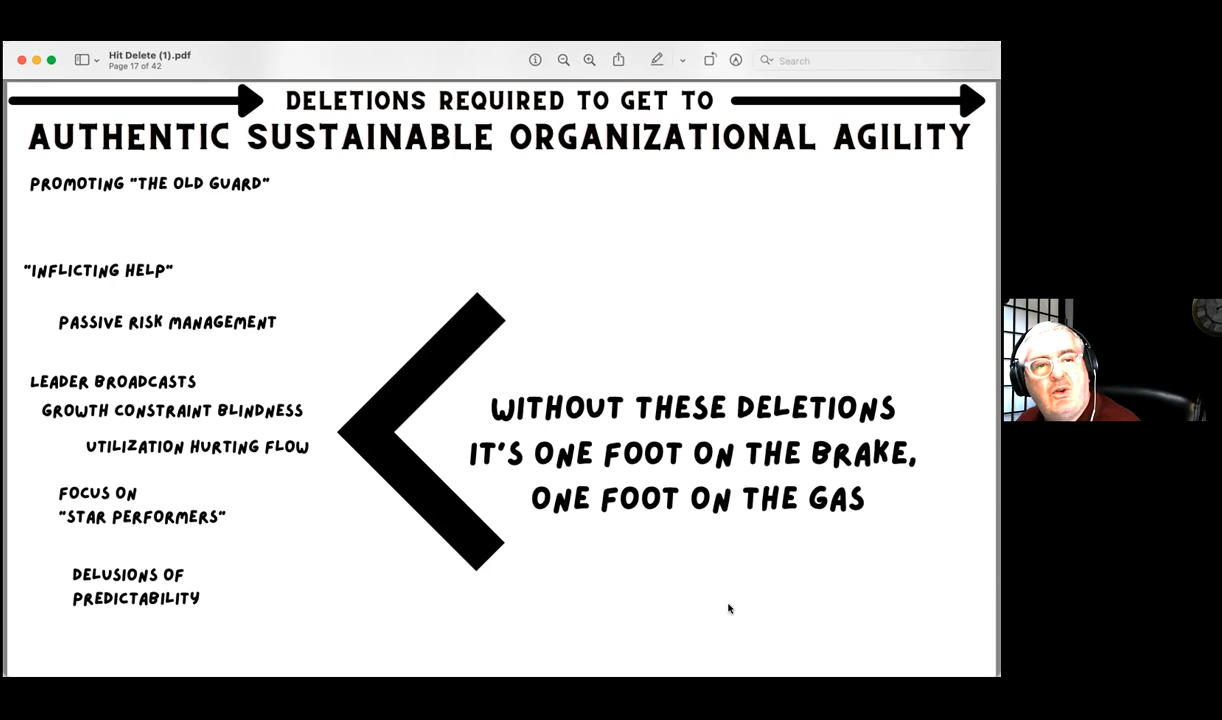 Hit Delete (1).pdf
Page 17 of 42
Search
DELETIONS REQUIRED TO GET TO
AUTHENTIC SUSTAINABLE ORGANIZATIONAL AGILITY
PROMOTING "THE OLD GUARD"
"INFLICTING HELP"
PASSIVE RISK MANAGEMENT
LEADER BROADCASTS
GROWTH CONSTRAINT BLINDNESS
UTILIZATION HURTING FLOW
FOCUS ON
"STAR PERFORMERS"
DELUSIONS OF
PREDICTABILITY
WITHOUT THESE DELETIONS
IT'S ONE FOOT ON THE BRAKE,
ONE FOOT ON THE GAS